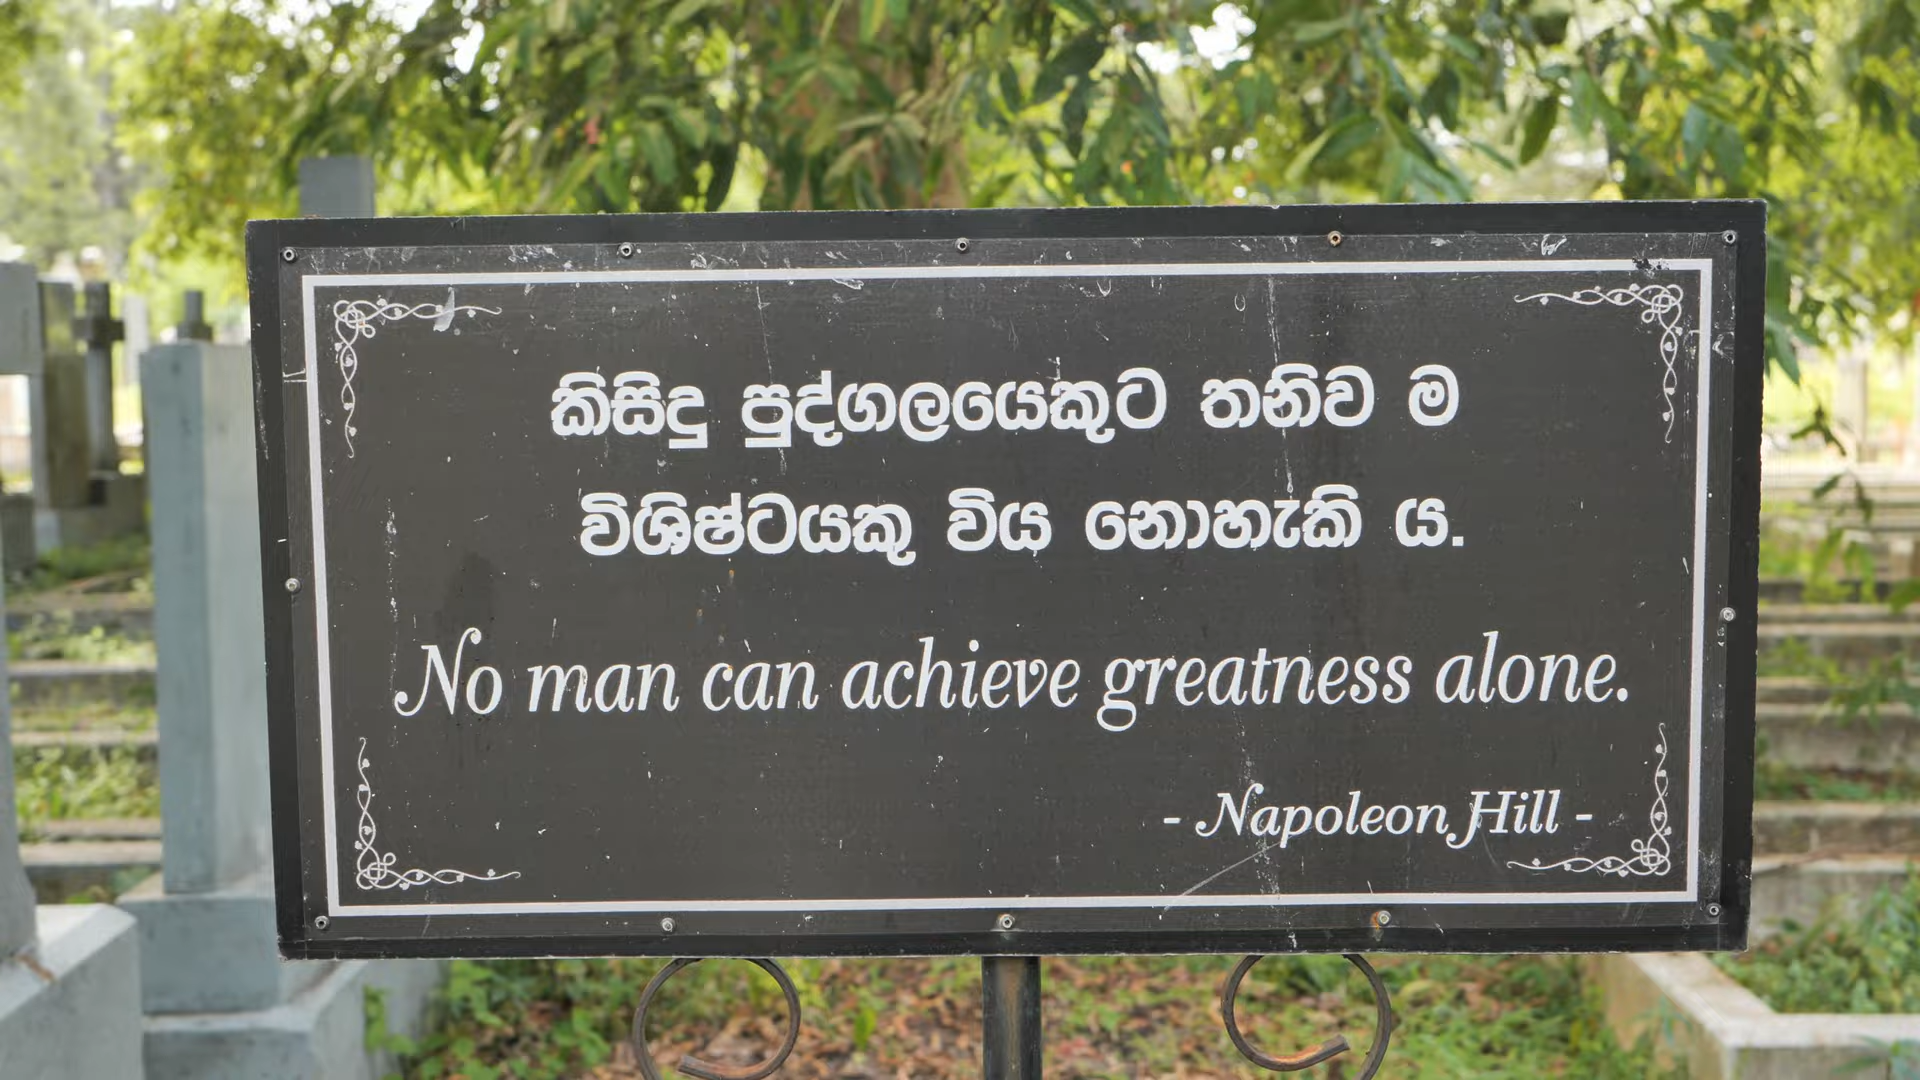 කිසිදු පුද්ගලයෙකුට තනිව ම
විශිෂ්ටයකු විය නොහැකි ය.
No man can achieve greatness alone.
- Napoleon Hill -